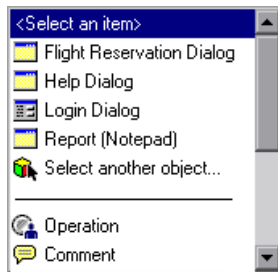 <Select an item>
Flight Reservation Dialog
Help Dialog
Login Dialog
Report (Notepad)
Select another object...
Operation
Comment